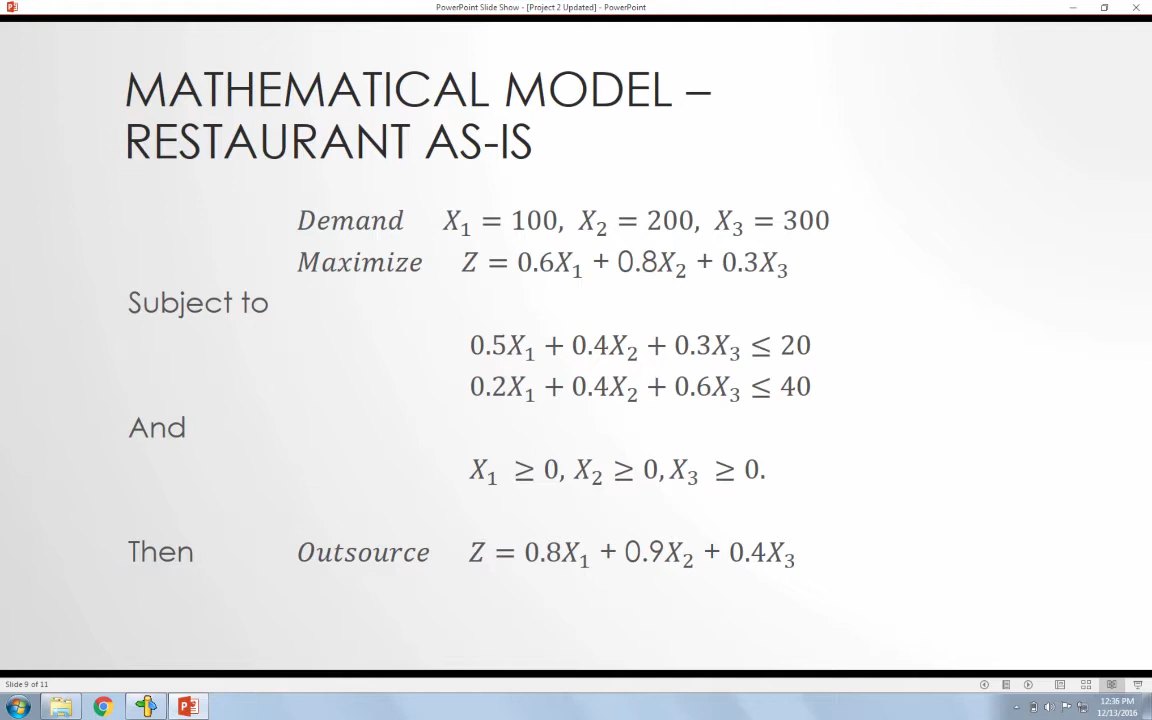 PowerPoint Slide Show - [Project 2 Updated] - PowerPoint
MATHEMATICAL MODEL –
RESTAURANT AS-IS
Demand X₁ = 100, X₂ = 200, X₃ = 300
Maximize Z = 0.6X₁ + 0.8X₂ + 0.3X₃
Subject to
0.5X₁ + 0.4X₂ + 0.3X₃ ≤ 20
0.2X₁ + 0.4X₂ + 0.6X₃ ≤ 40
And
X₁ ≥ 0, X₂ ≥ 0, X₃ ≥ 0.
Then Outsource Z = 0.8X₁ + 0.9X₂ + 0.4X₃
Slide 9 of 11
12:36 PM
12/13/2016